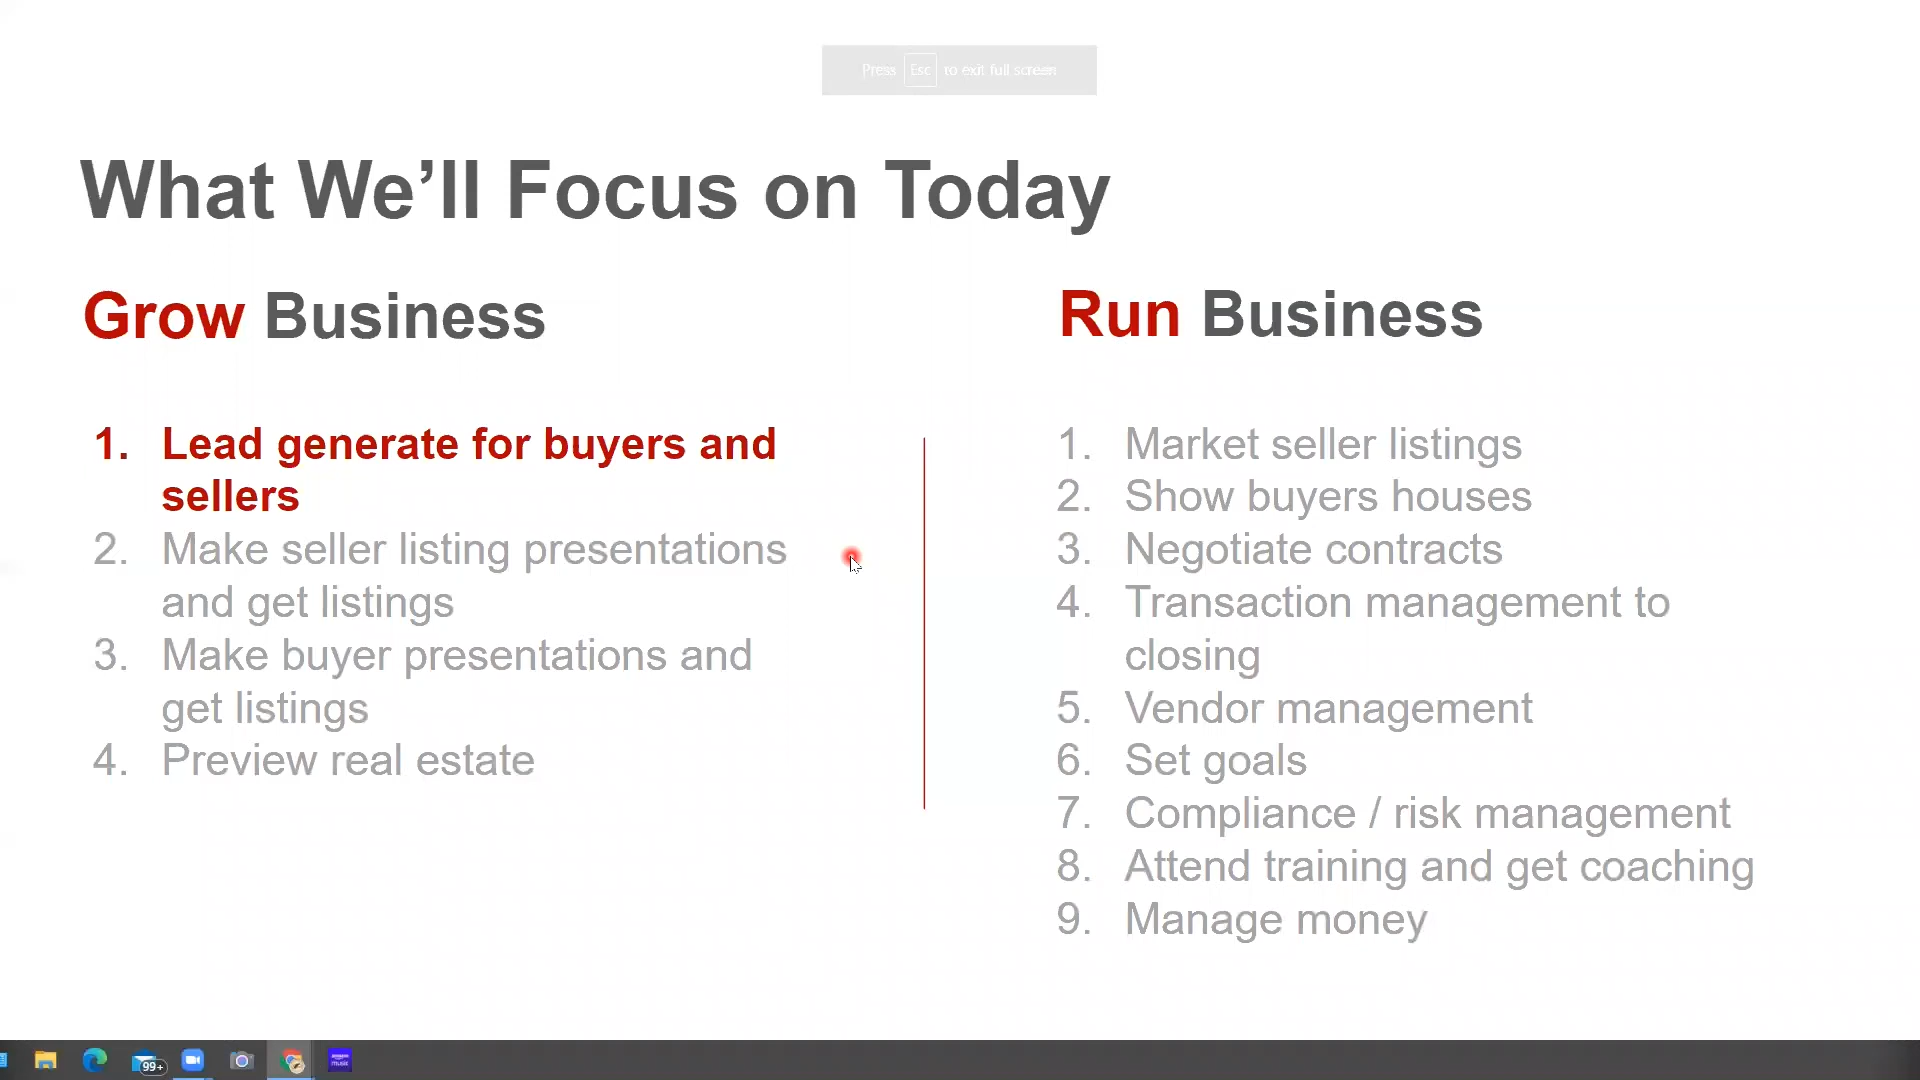 Press Esc to exit full screen
What We’ll Focus on Today
Grow Business
1. Lead generate for buyers and
sellers
2. Make seller listing presentations
and get listings
3. Make buyer presentations and
get listings
4. Preview real estate
Run Business
1. Market seller listings
2. Show buyers houses
3. Negotiate contracts
4. Transaction management to
closing
5. Vendor management
6. Set goals
7. Compliance / risk management
8. Attend training and get coaching
9. Manage money
99+
amazon
music